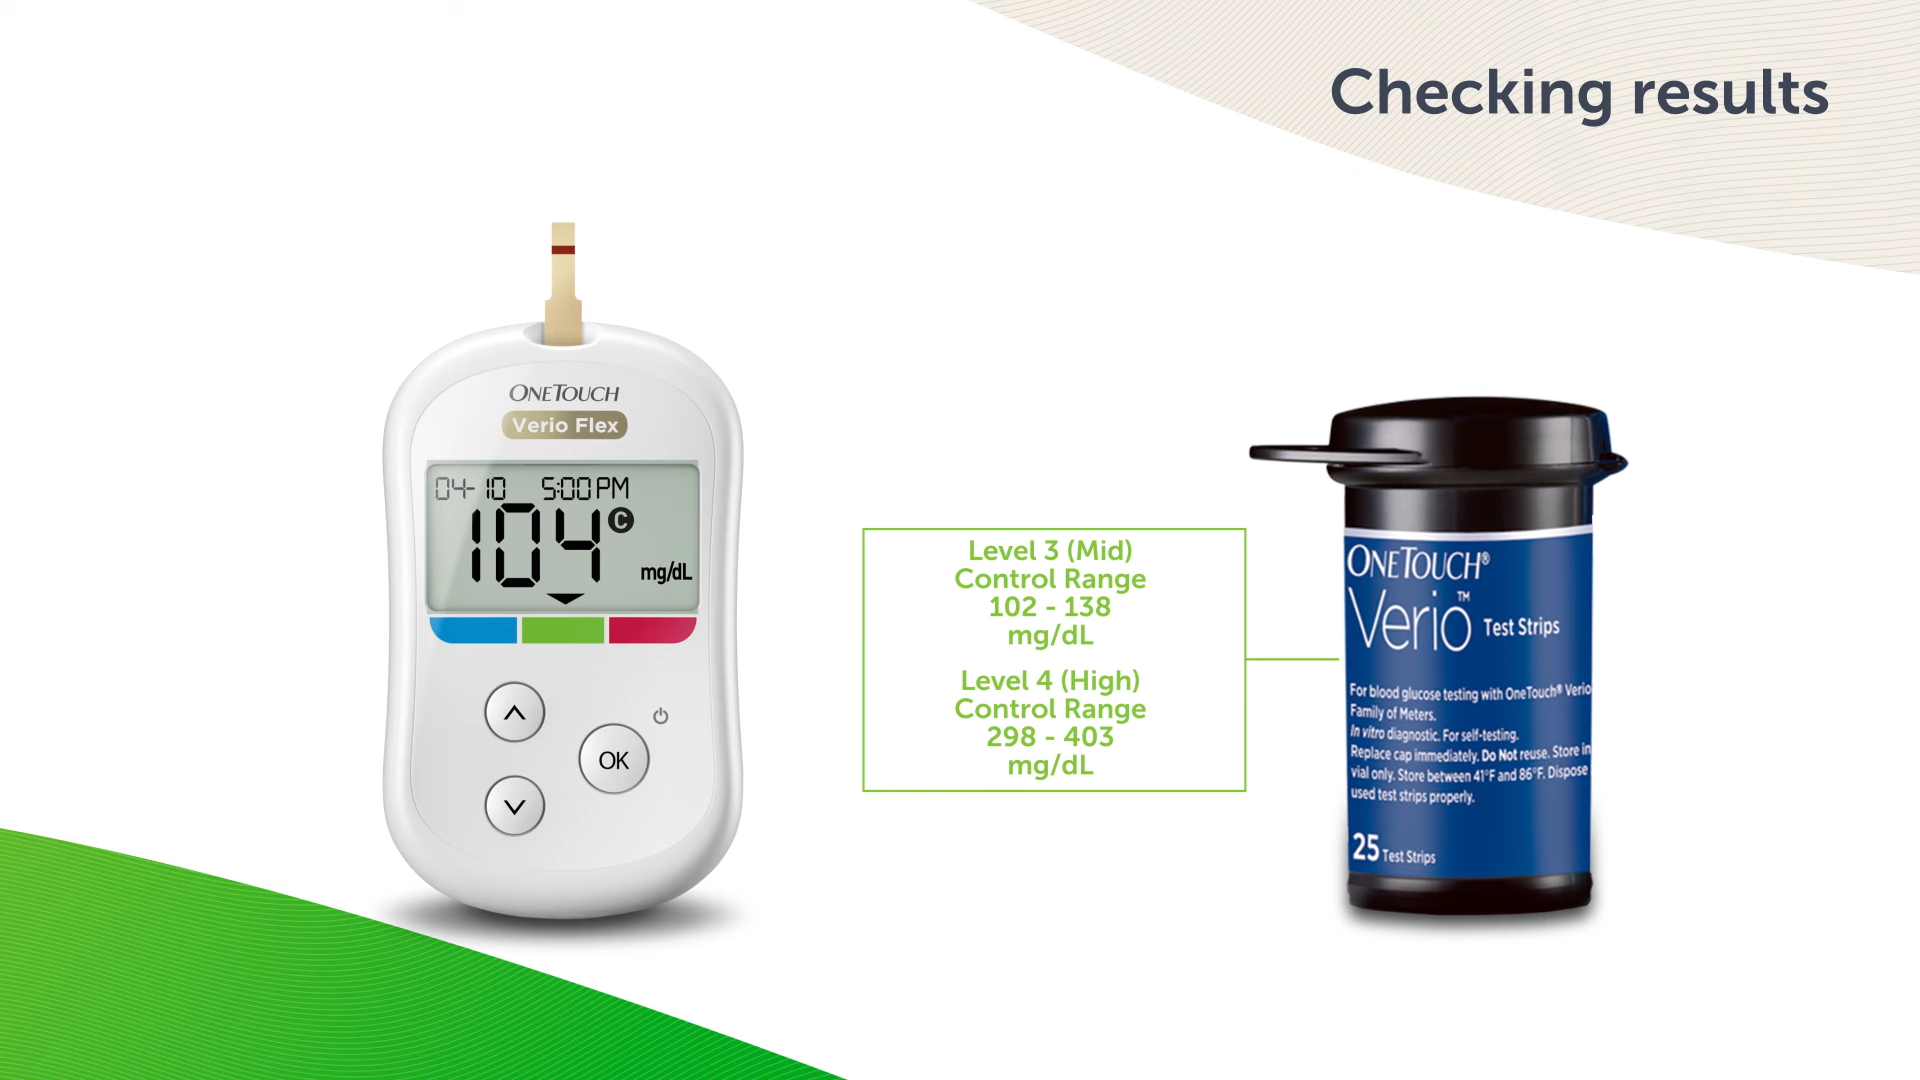 Checking results
ONETOUCH
Verio Flex
04-10 5:00 PM
104 C
mg/dL
OK
Level 3 (Mid)
Control Range
102 - 138
mg/dL
Level 4 (High)
Control Range
298 - 403
mg/dL
ONETOUCH®
Verio™ Test Strips
For blood glucose testing with OneTouch® Verio
Family of Meters.
In vitro diagnostic. For self-testing.
Replace cap immediately. Do Not reuse. Store in
vial only. Store between 41°F and 86°F. Dispose
used test strips properly.
25 Test Strips